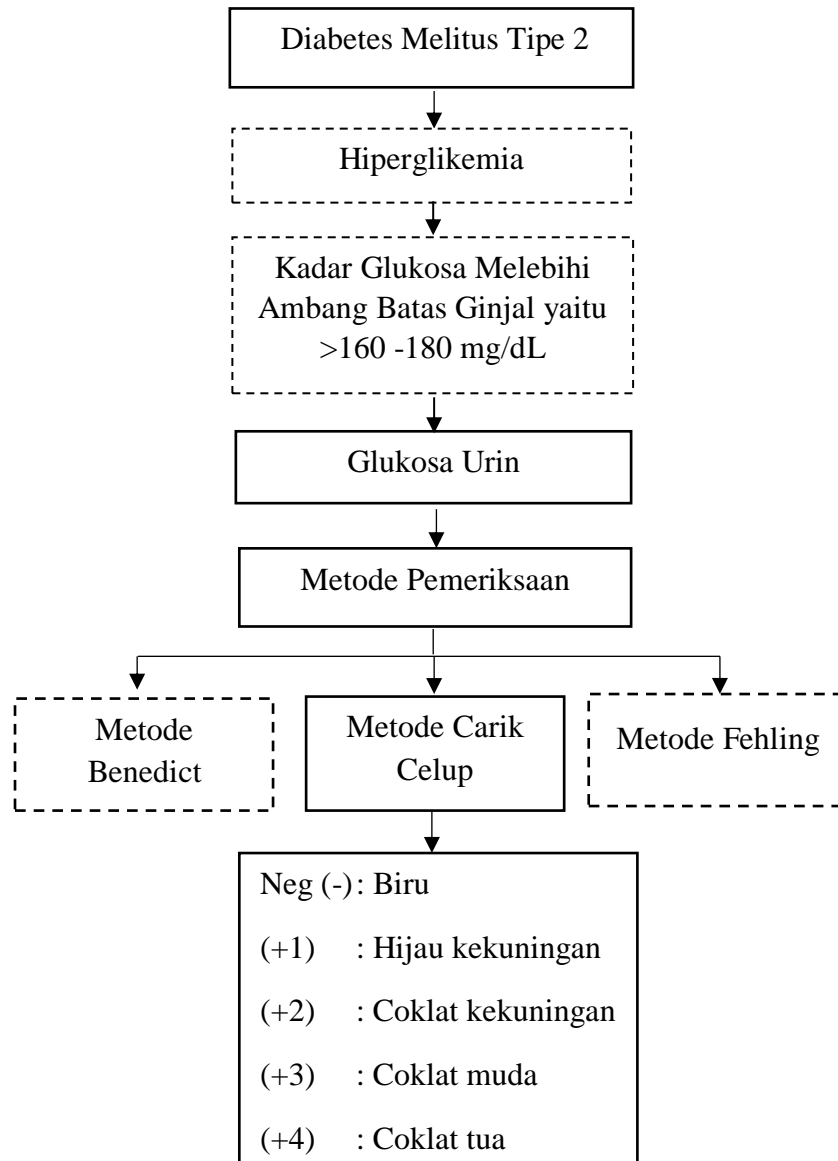 Diabetes Melitus Tipe 2
Hiperglikemia
Kadar Glukosa Melebihi
Ambang Batas Ginjal yaitu
>160 -180 mg/dL
Glukosa Urin
Metode Pemeriksaan
Metode
Benedict
Metode Carik
Celup
Metode Fehling
Neg (-) : Biru
(+1) : Hijau kekuningan
(+2) : Coklat kekuningan
(+3) : Coklat muda
(+4) : Coklat tua